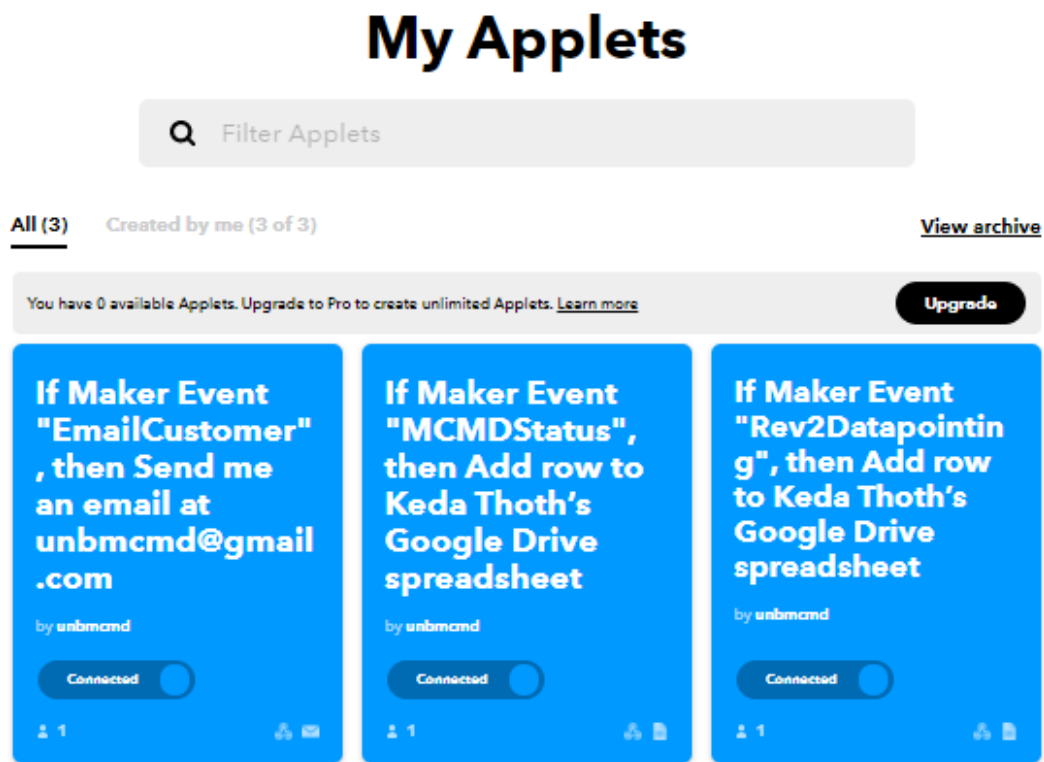 My Applets
Filter Applets
All (3)
Created by me (3 of 3)
View archive
You have 0 available Applets. Upgrade to Pro to create unlimited Applets. Learn more
Upgrade
If Maker Event
"EmailCustomer"
, then Send me
an email at
unbmcmd@gmail
.com
by unbmcmd
Connected
1
If Maker Event
"MCMDStatus",
then Add row to
Keda Thoth’s
Google Drive
spreadsheet
by unbmcmd
Connected
1
If Maker Event
"Rev2Datapointin
g", then Add row
to Keda Thoth’s
Google Drive
spreadsheet
by unbmcmd
Connected
1